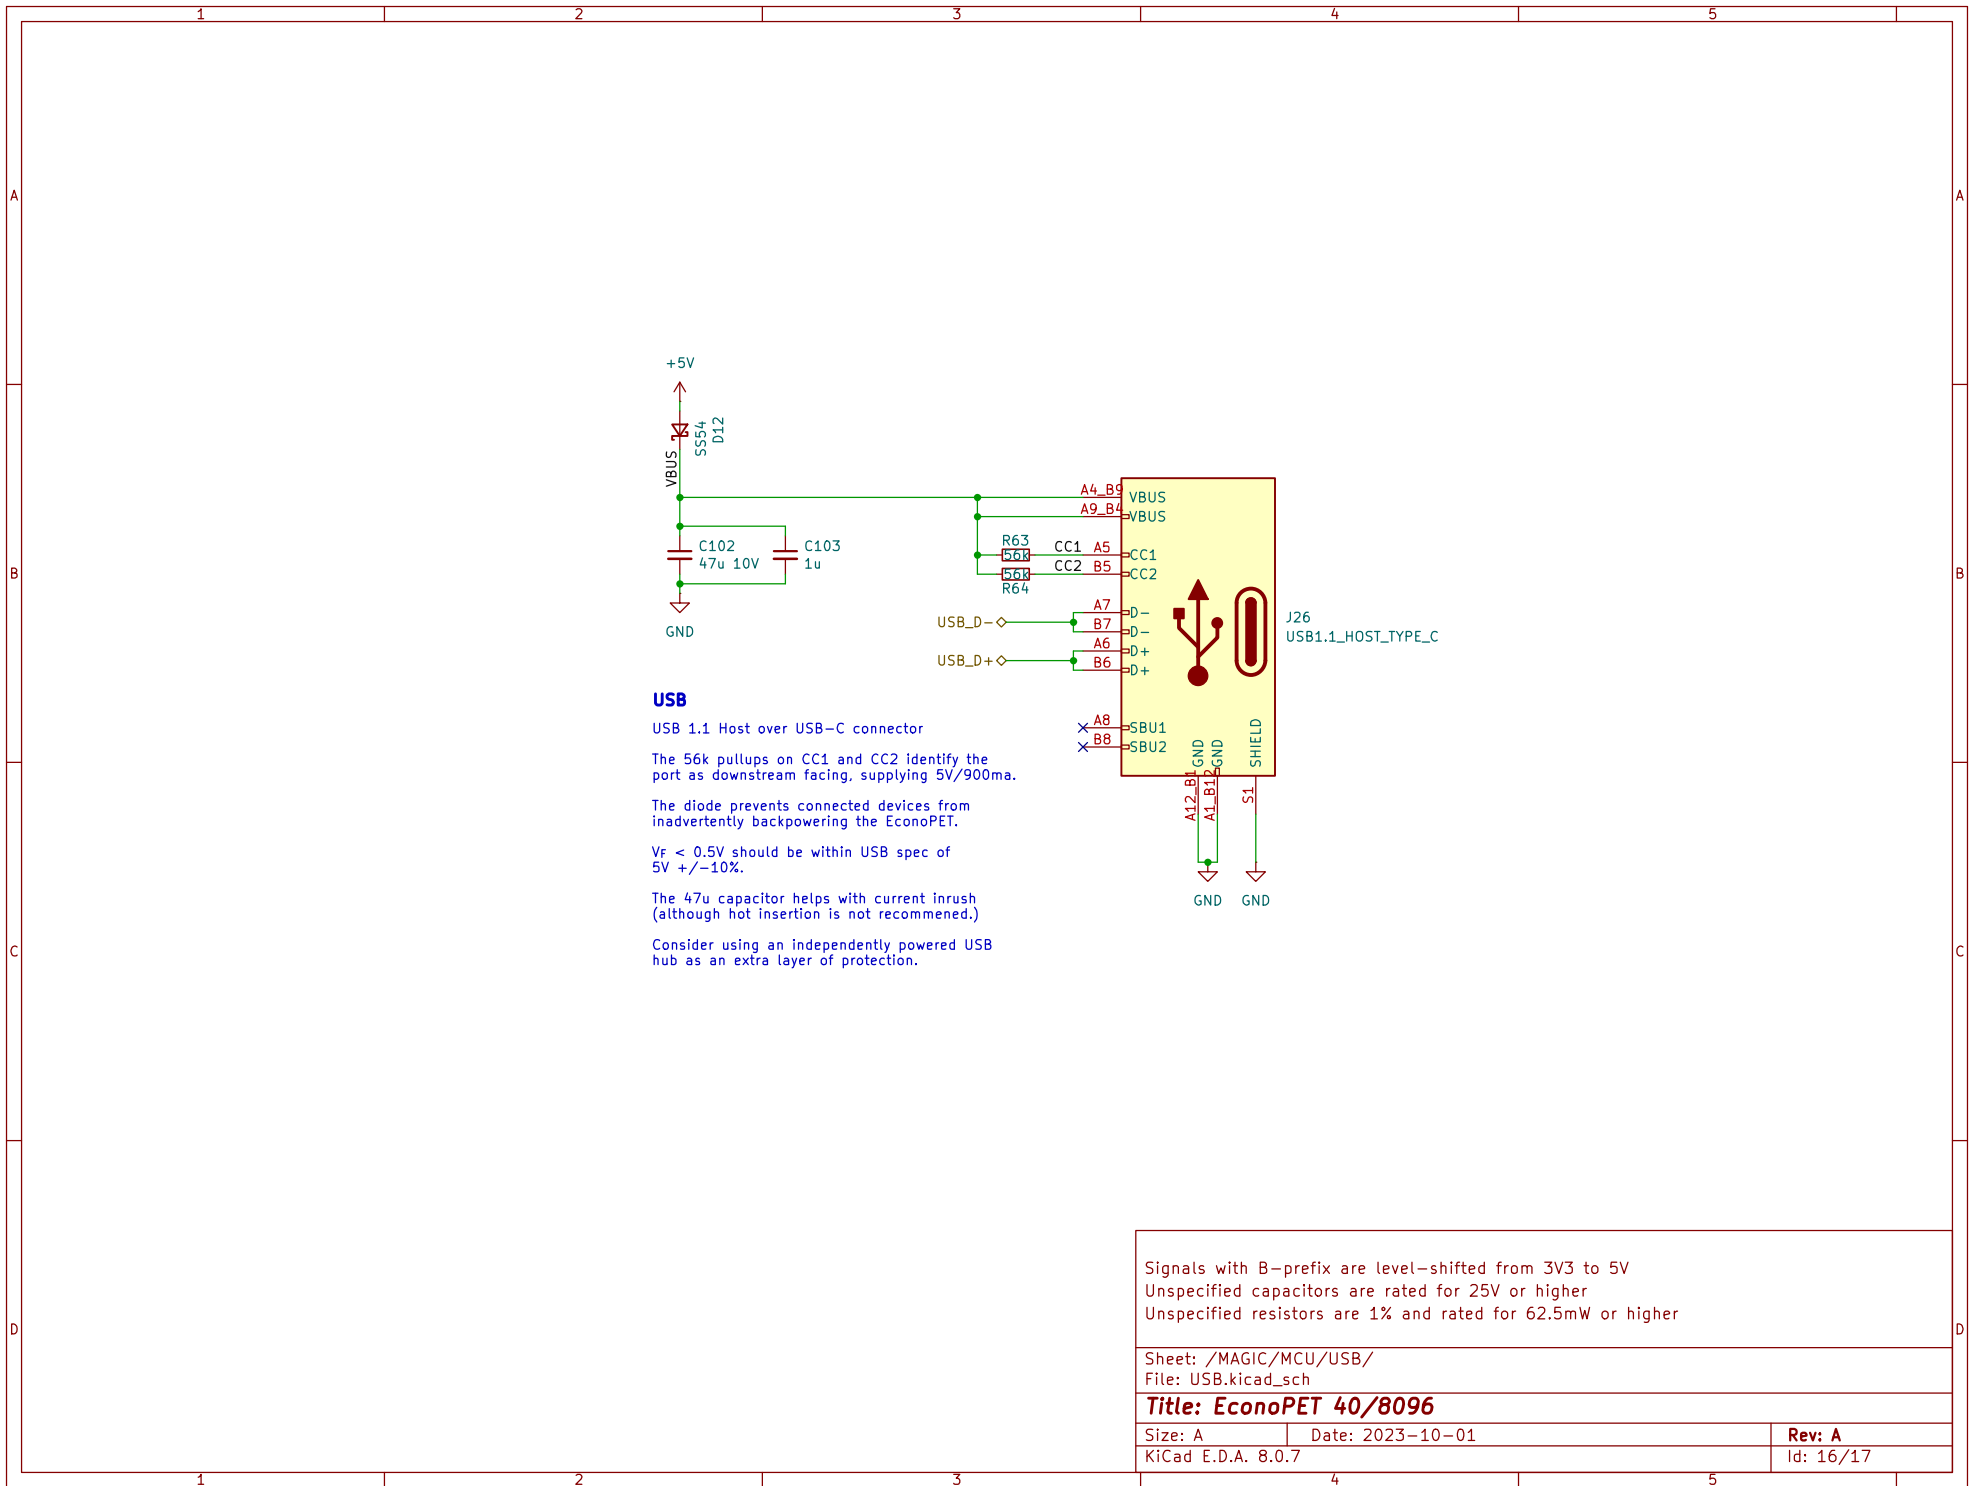 1 2 3 4 5
A A
+5V
SS54
D12
VBUS
A4_B9 VBUS
A9_B4 VBUS
R63
CC1 A5 CC1
56k
CC2 B5 CC2
56k
R64
C102
47u 10V
C103
1u
B B
GND
A7 D-
USB_D-
B7 D-
A6 D+
USB_D+
B6 D+
J26
USB1.1_HOST_TYPE_C
A8 SBU1
B8 SBU2
GND
GND
SHIELD
A12_B1
A1_B12
S1
GND GND
USB
USB 1.1 Host over USB-C connector
The 56k pullups on CC1 and CC2 identify the
port as downstream facing, supplying 5V/900ma.
The diode prevents connected devices from
inadvertently backpowering the EconoPET.
VF < 0.5V should be within USB spec of
5V +/-10%.
The 47u capacitor helps with current inrush
(although hot insertion is not recommened.)
Consider using an independently powered USB
hub as an extra layer of protection.
C C
Signals with B-prefix are level-shifted from 3V3 to 5V
Unspecified capacitors are rated for 25V or higher
Unspecified resistors are 1% and rated for 62.5mW or higher
D D
Sheet: /MAGIC/MCU/USB/
File: USB.kicad_sch
Title: EconoPET 40/8096
Size: A Date: 2023-10-01 Rev: A
KiCad E.D.A. 8.0.7 Id: 16/17
1 2 3 4 5